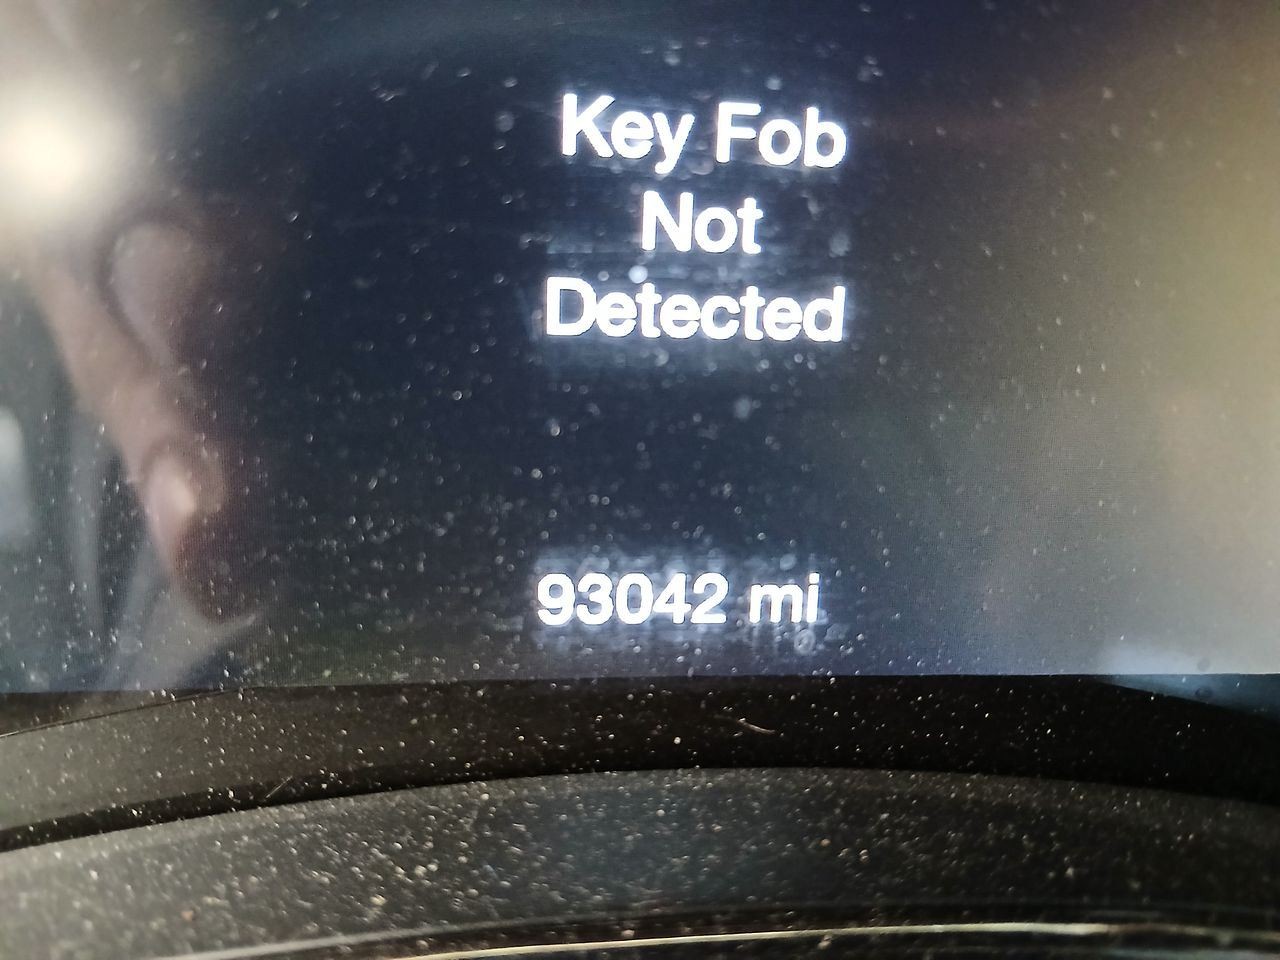 Key Fob
Not
Detected
93042 mi